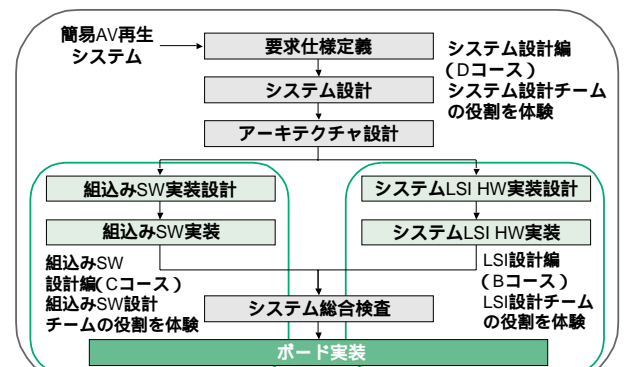 簡易AV再生
システム
要求仕様定義
システム設計
アーキテクチャ設計
システム設計編
（Dコース）
システム設計チーム
の役割を体験
組込みSW実装設計
組込みSW実装
システムLSI HW実装設計
システムLSI HW実装
組込みSW
設計編（Cコース）
組込みSW設計
チームの役割を体験
LSI設計編
（Bコース）
LSI設計チーム
の役割を体験
システム総合検査
ボード実装